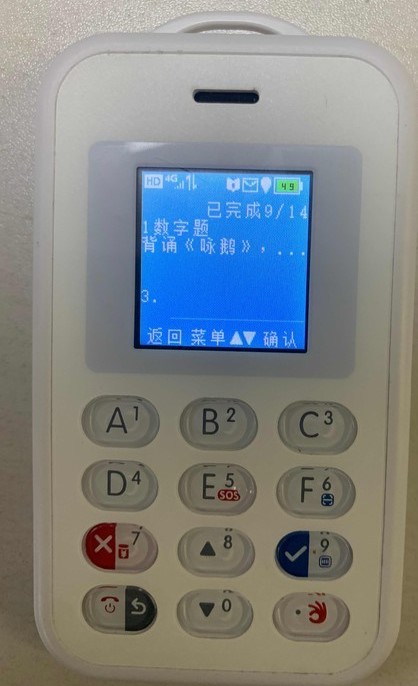 HD 4G 49
已完成9/14
1数字题
背诵《咏鹅》，...
3.
返回 菜单▲▼ 确认
A1 B2 C3
D4 E5 SOS F6
7 ▲8 9
▼0